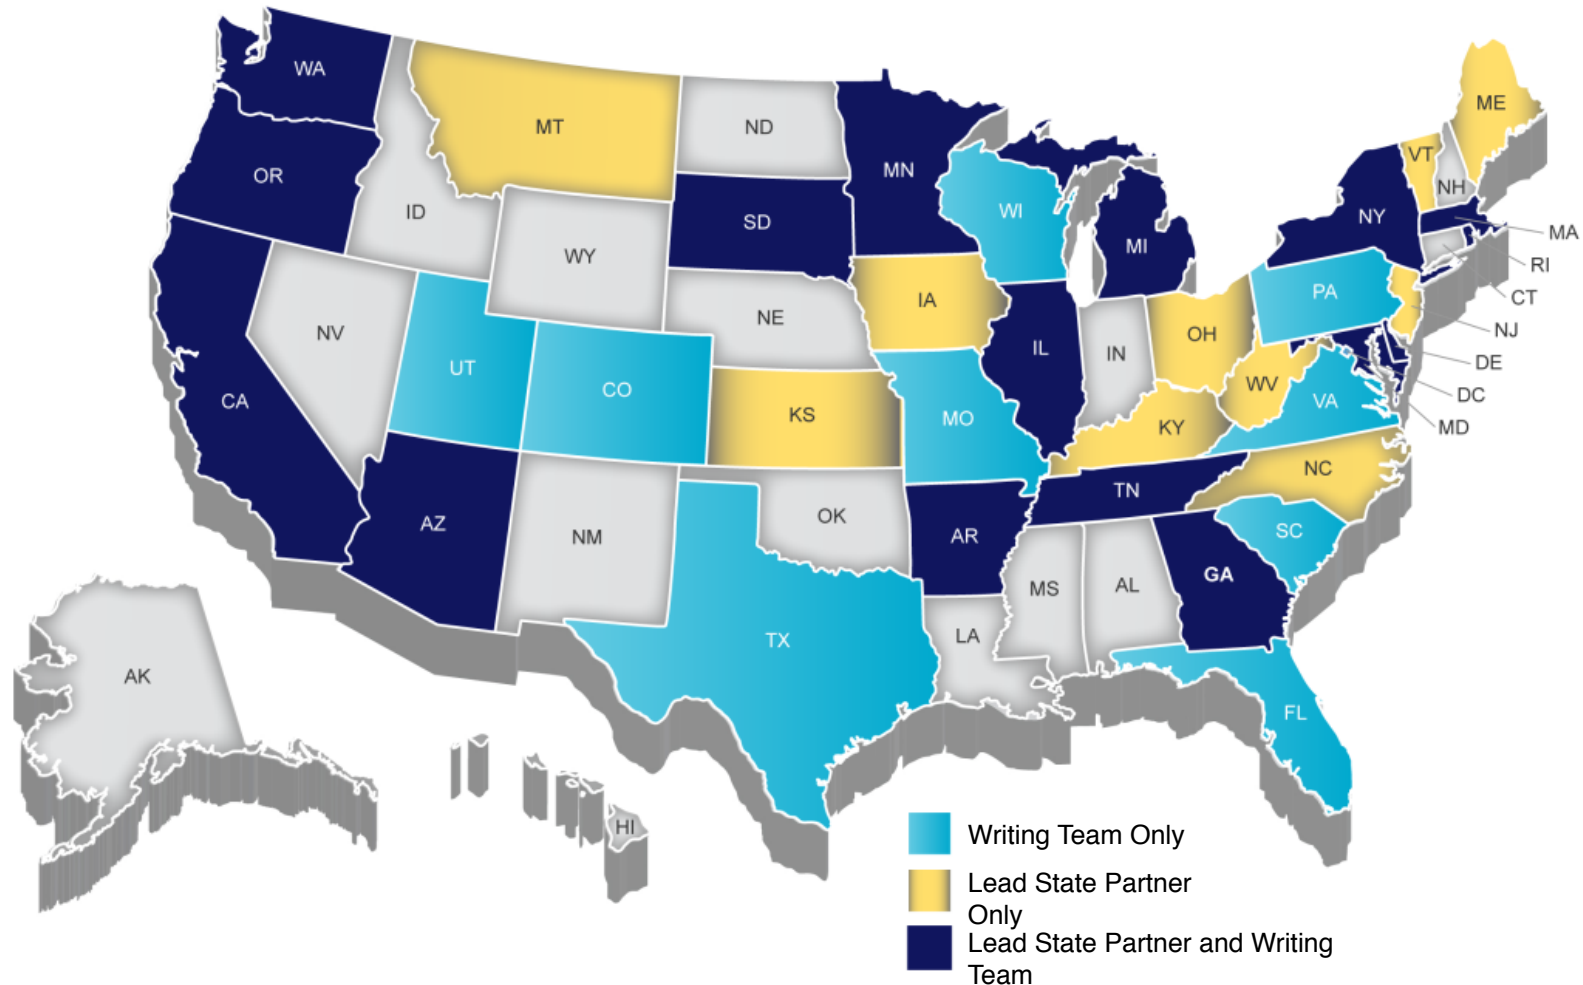 WA
MT
ND
MN
ME
VT
NH
OR
ID
SD
WI
MI
NY
MA
WY
RI
IA
PA
CT
NV
NE
NJ
UT
CO
IL
IN
OH
DE
CA
KS
MO
WV
VA
DC
KY
MD
AZ
NM
OK
AR
TN
NC
SC
MS
AL
GA
LA
TX
AK
FL
HI
Writing Team Only
Lead State Partner
Only
Lead State Partner and Writing
Team